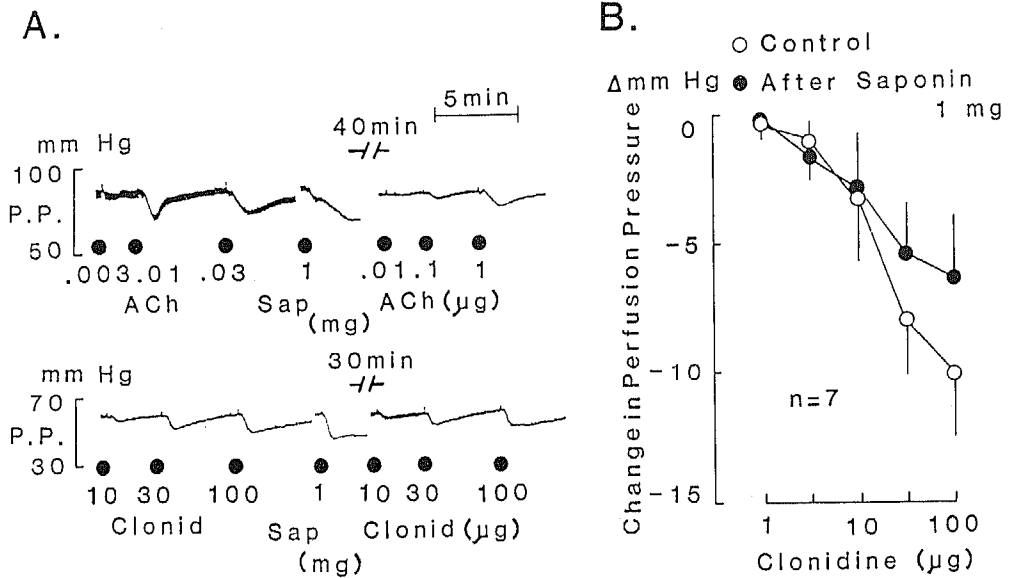 A.
5min
40min
mm Hg
100
P.P.
50
.003 .01 .03 1 .01 .1 1
ACh Sap (mg) ACh (µg)
30min
mm Hg
70
P.P.
30
10 30 100 1 10 30 100
Clonid Sap (mg) Clonid (µg)
B.
Control
Δmm Hg After Saponin
1 mg
Change in Perfusion Pressure
0
-5
-10
-15
n=7
1 10 100
Clonidine (µg)